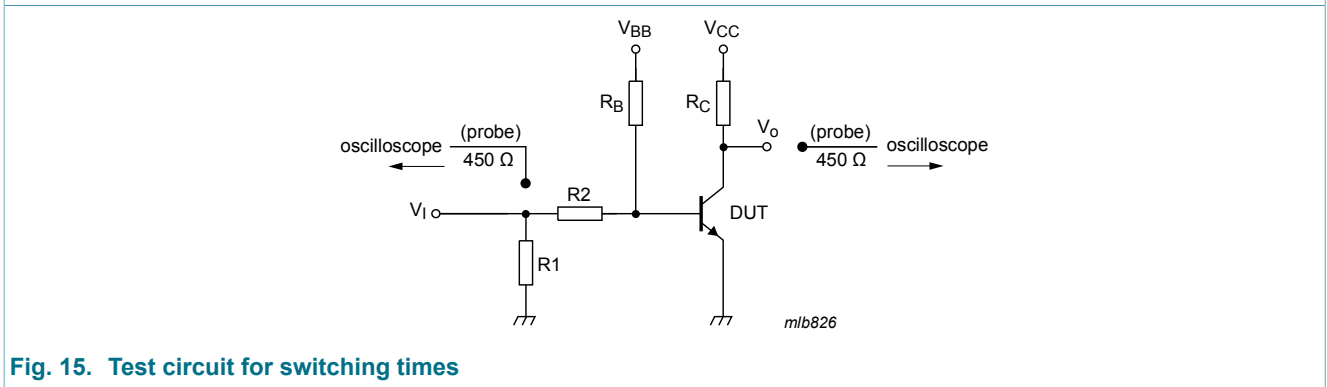 VBB
VCC
RB
RC
Vo
(probe)
450 Ω
oscilloscope
(probe)
450 Ω
oscilloscope
R2
VI
DUT
R1
mlb826
Fig. 15. Test circuit for switching times